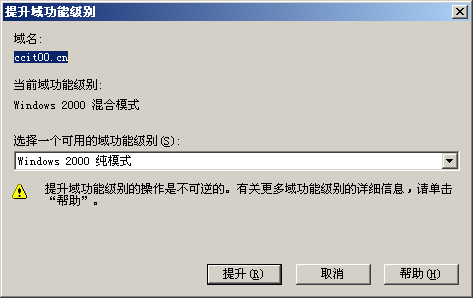 提升域功能级别
域名:
ccit00.cn
当前域功能级别:
Windows 2000 混合模式
选择一个可用的域功能级别(S):
Windows 2000 纯模式
提升域功能级别的操作是不可逆的。有关更多域功能级别的详细信息，请单击
“帮助”。
提升(R) 取消 帮助(H)